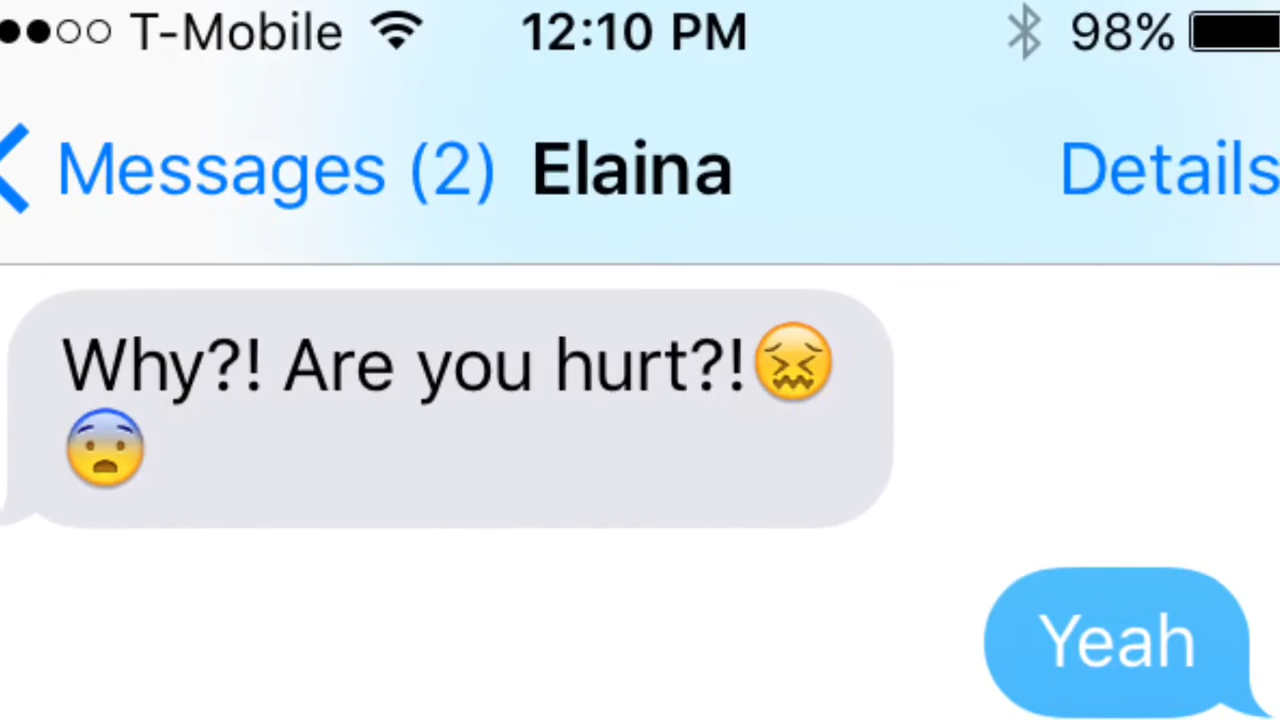 T-Mobile 12:10 PM 98%
Messages (2) Elaina Details
Why?! Are you hurt?!😖
😨
Yeah